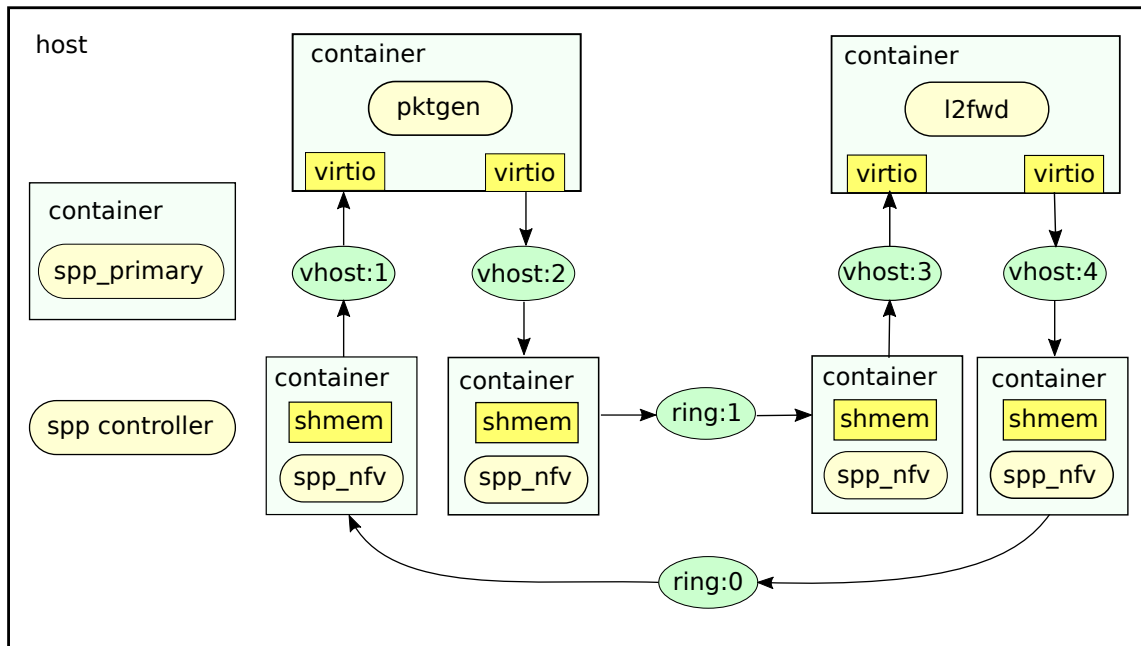 host
container
pktgen
virtio
virtio
container
l2fwd
virtio
virtio
container
spp_primary
vhost:1
vhost:2
vhost:3
vhost:4
spp controller
container
shmem
spp_nfv
container
shmem
spp_nfv
ring:1
container
shmem
spp_nfv
container
shmem
spp_nfv
ring:0